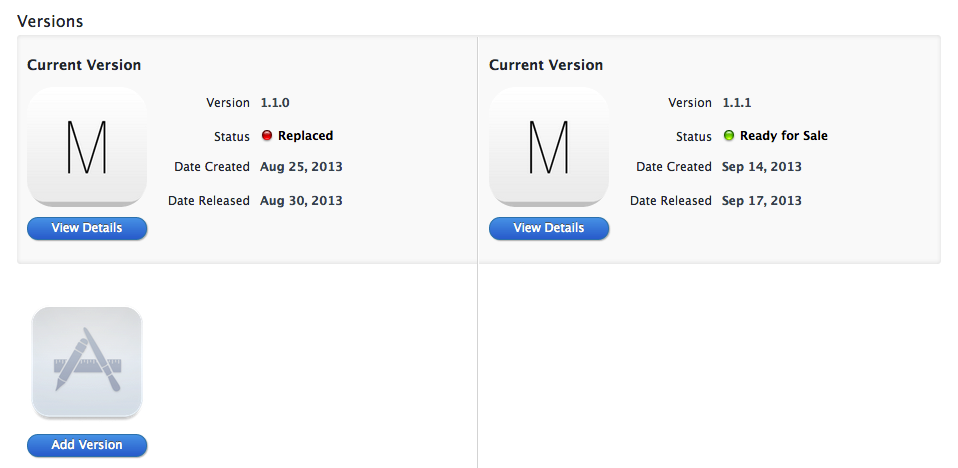 Versions
Current Version
M
Version 1.1.0
Status Replaced
Date Created Aug 25, 2013
Date Released Aug 30, 2013
View Details
Current Version
M
Version 1.1.1
Status Ready for Sale
Date Created Sep 14, 2013
Date Released Sep 17, 2013
View Details
Add Version